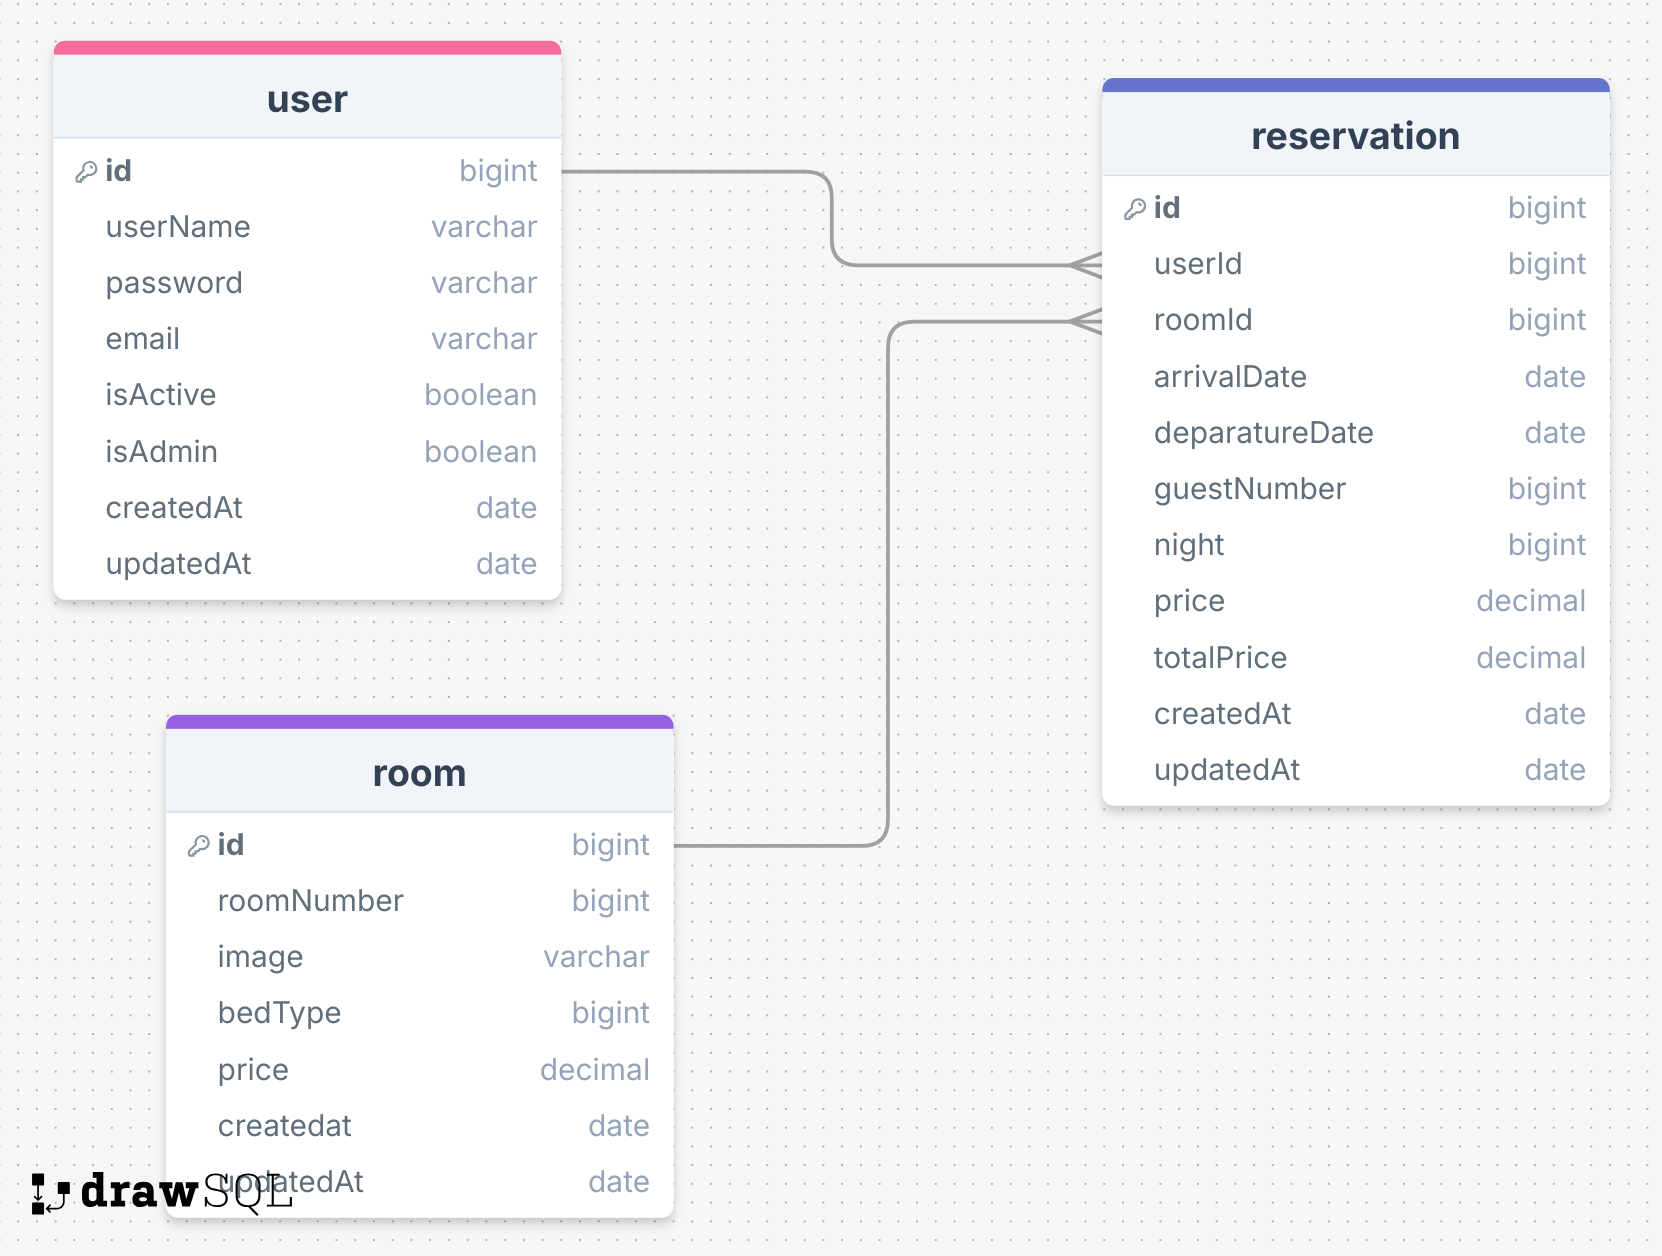 user
id bigint
userName varchar
password varchar
email varchar
isActive boolean
isAdmin boolean
createdAt date
updatedAt date
reservation
id bigint
userId bigint
roomId bigint
arrivalDate date
deparatureDate date
guestNumber bigint
night bigint
price decimal
totalPrice decimal
createdAt date
updatedAt date
room
id bigint
roomNumber bigint
image varchar
bedType bigint
price decimal
createdat date
updatedAt date
drawSQL